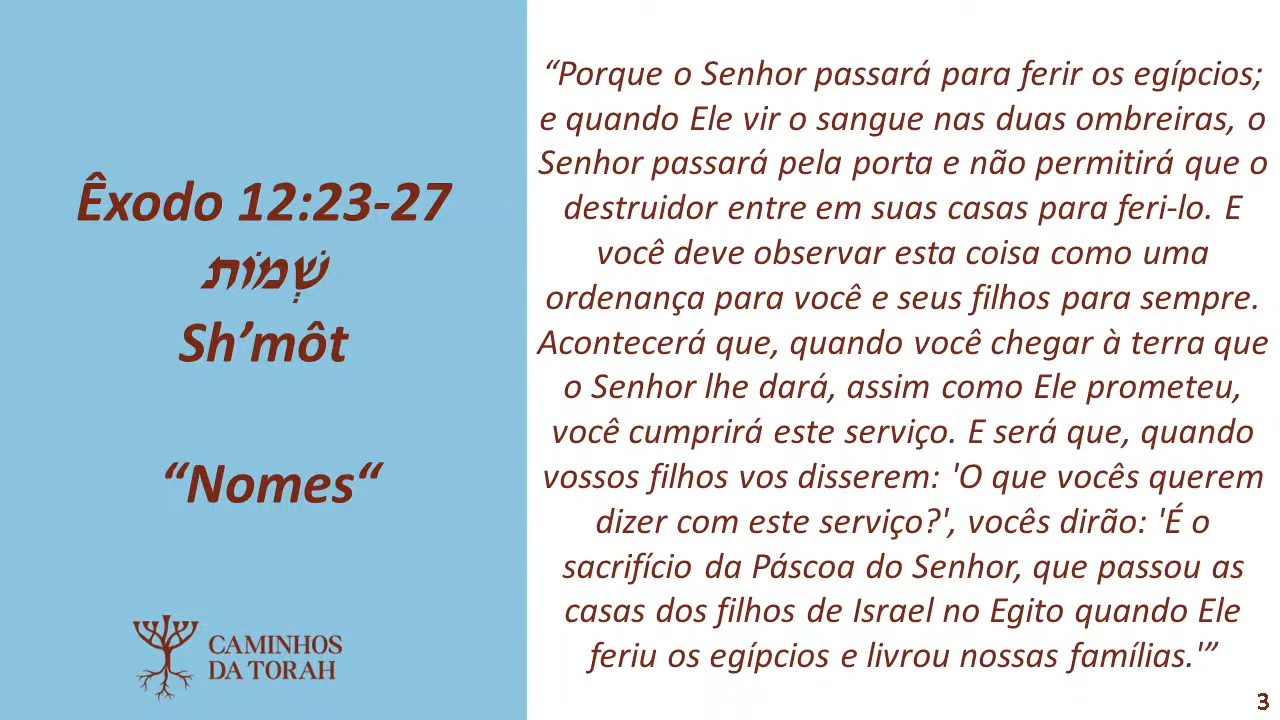 Êxodo 12:23-27
שְׁמוֹת
Sh’môt
“Nomes“
CAMINHOS
DA TORAH
“Porque o Senhor passará para ferir os egípcios;
e quando Ele vir o sangue nas duas ombreiras, o
Senhor passará pela porta e não permitirá que o
destruidor entre em suas casas para feri-lo. E
você deve observar esta coisa como uma
ordenança para você e seus filhos para sempre.
Acontecerá que, quando você chegar à terra que
o Senhor lhe dará, assim como Ele prometeu,
você cumprirá este serviço. E será que, quando
vossos filhos vos disserem: 'O que vocês querem
dizer com este serviço?', vocês dirão: 'É o
sacrifício da Páscoa do Senhor, que passou as
casas dos filhos de Israel no Egito quando Ele
feriu os egípcios e livrou nossas famílias.'”
3